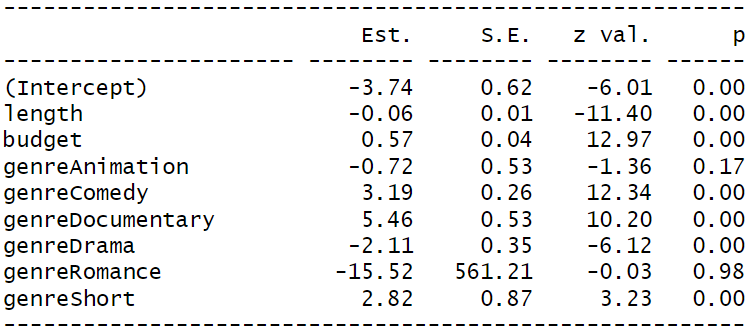 --------------------------------------------------------------
                          Est.     S.E.   z val.      p
---------------------- -------- -------- -------- ------
(Intercept)              -3.74     0.62    -6.01   0.00
length                   -0.06     0.01   -11.40   0.00
budget                    0.57     0.04    12.97   0.00
genreAnimation           -0.72     0.53    -1.36   0.17
genreComedy               3.19     0.26    12.34   0.00
genreDocumentary          5.46     0.53    10.20   0.00
genreDrama               -2.11     0.35    -6.12   0.00
genreRomance            -15.52   561.21    -0.03   0.98
genreShort                2.82     0.87     3.23   0.00
--------------------------------------------------------------